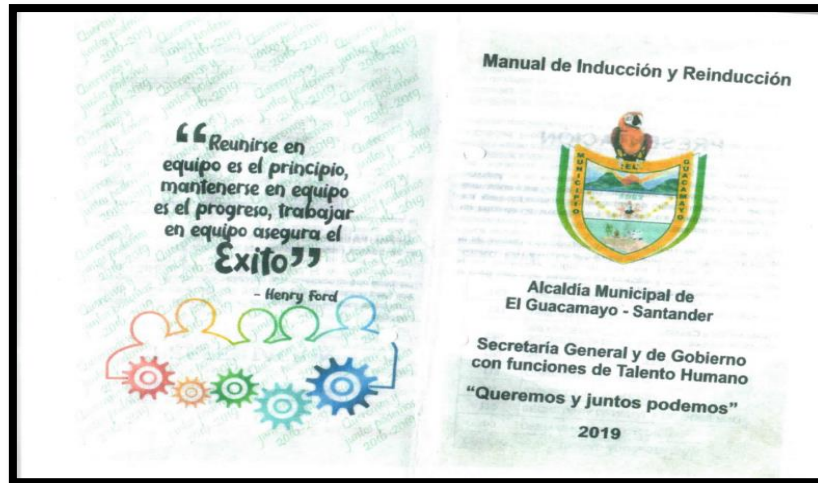 “Reunirse en
equipo es el principio,
mantenerse en equipo
es el progreso, trabajar
en equipo asegura el
Éxito”
- Henry Ford
Manual de Inducción y Reinducción
EL
MUNICIPIO
GUACAMAYO
Alcaldía Municipal de
El Guacamayo - Santander
Secretaría General y de Gobierno
con funciones de Talento Humano
“Queremos y juntos podemos”
2019